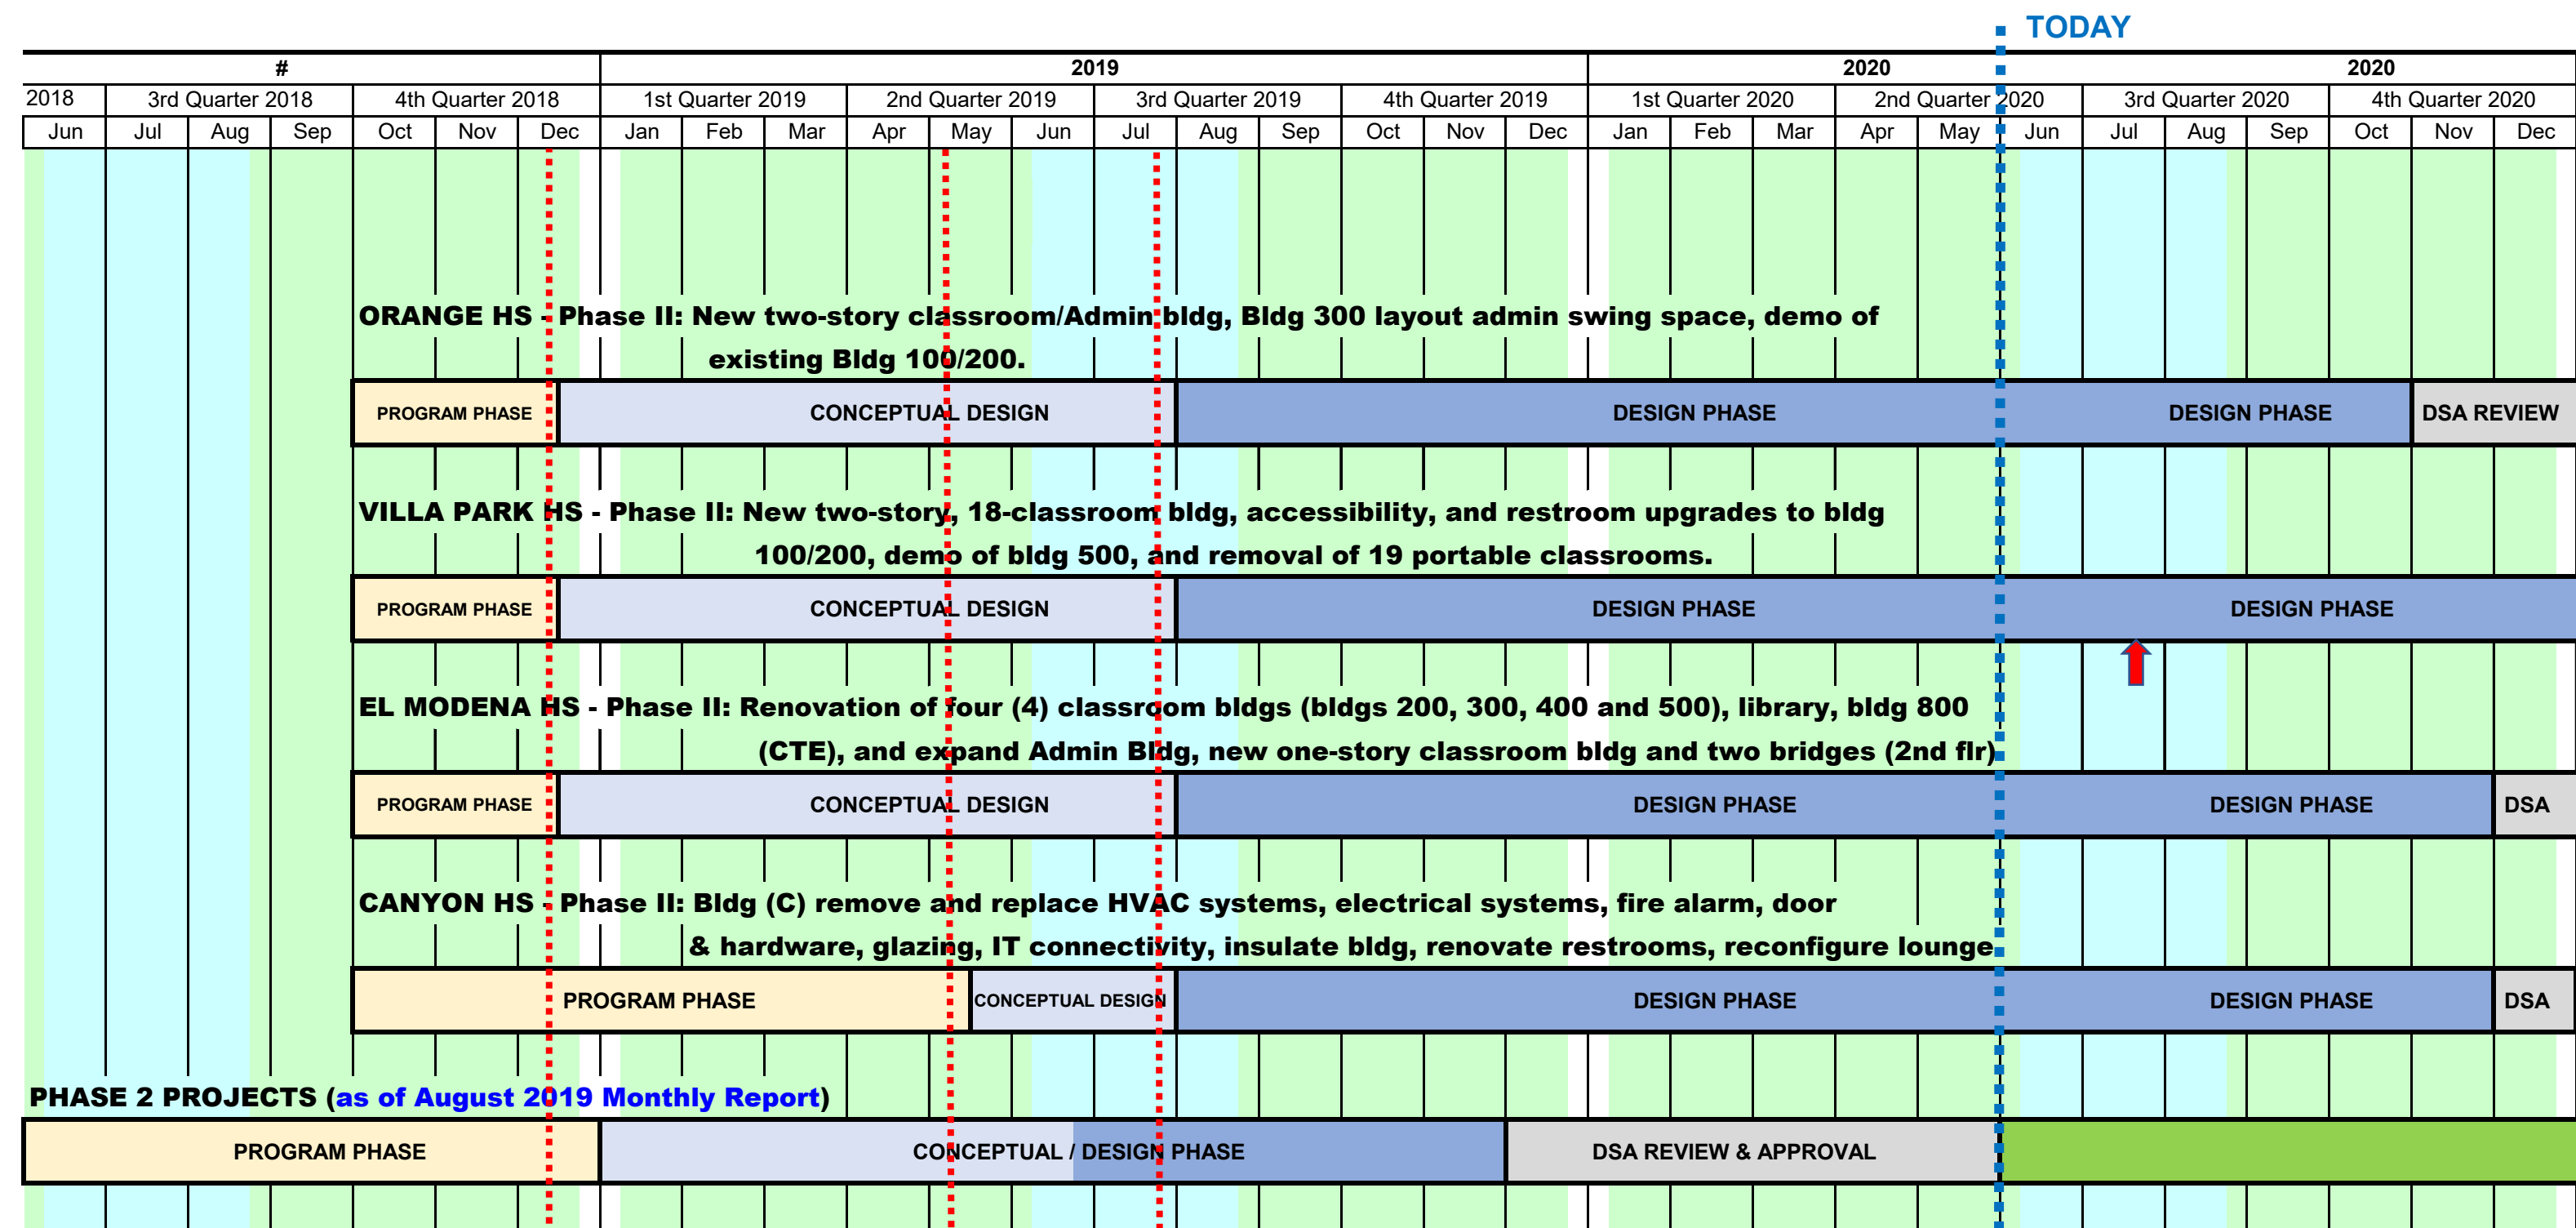 TODAY
# 2019 2020 2020
2018 3rd Quarter 2018 4th Quarter 2018 1st Quarter 2019 2nd Quarter 2019 3rd Quarter 2019 4th Quarter 2019 1st Quarter 2020 2nd Quarter 2020 3rd Quarter 2020 4th Quarter 2020
Jun Jul Aug Sep Oct Nov Dec Jan Feb Mar Apr May Jun Jul Aug Sep Oct Nov Dec Jan Feb Mar Apr May Jun Jul Aug Sep Oct Nov Dec
ORANGE HS - Phase II: New two-story classroom/Admin bldg, Bldg 300 layout admin swing space, demo of
existing Bldg 100/200.
PROGRAM PHASE CONCEPTUAL DESIGN DESIGN PHASE DESIGN PHASE DSA REVIEW
VILLA PARK HS - Phase II: New two-story, 18-classroom bldg, accessibility, and restroom upgrades to bldg
100/200, demo of bldg 500, and removal of 19 portable classrooms.
PROGRAM PHASE CONCEPTUAL DESIGN DESIGN PHASE DESIGN PHASE
EL MODENA HS - Phase II: Renovation of four (4) classroom bldgs (bldgs 200, 300, 400 and 500), library, bldg 800
(CTE), and expand Admin Bldg, new one-story classroom bldg and two bridges (2nd flr)
PROGRAM PHASE CONCEPTUAL DESIGN DESIGN PHASE DESIGN PHASE DSA
CANYON HS - Phase II: Bldg (C) remove and replace HVAC systems, electrical systems, fire alarm, door
& hardware, glazing, IT connectivity, insulate bldg, renovate restrooms, reconfigure lounge
PROGRAM PHASE CONCEPTUAL DESIGN DESIGN PHASE DESIGN PHASE DSA
PHASE 2 PROJECTS (as of August 2019 Monthly Report)
PROGRAM PHASE CONCEPTUAL / DESIGN PHASE DSA REVIEW & APPROVAL